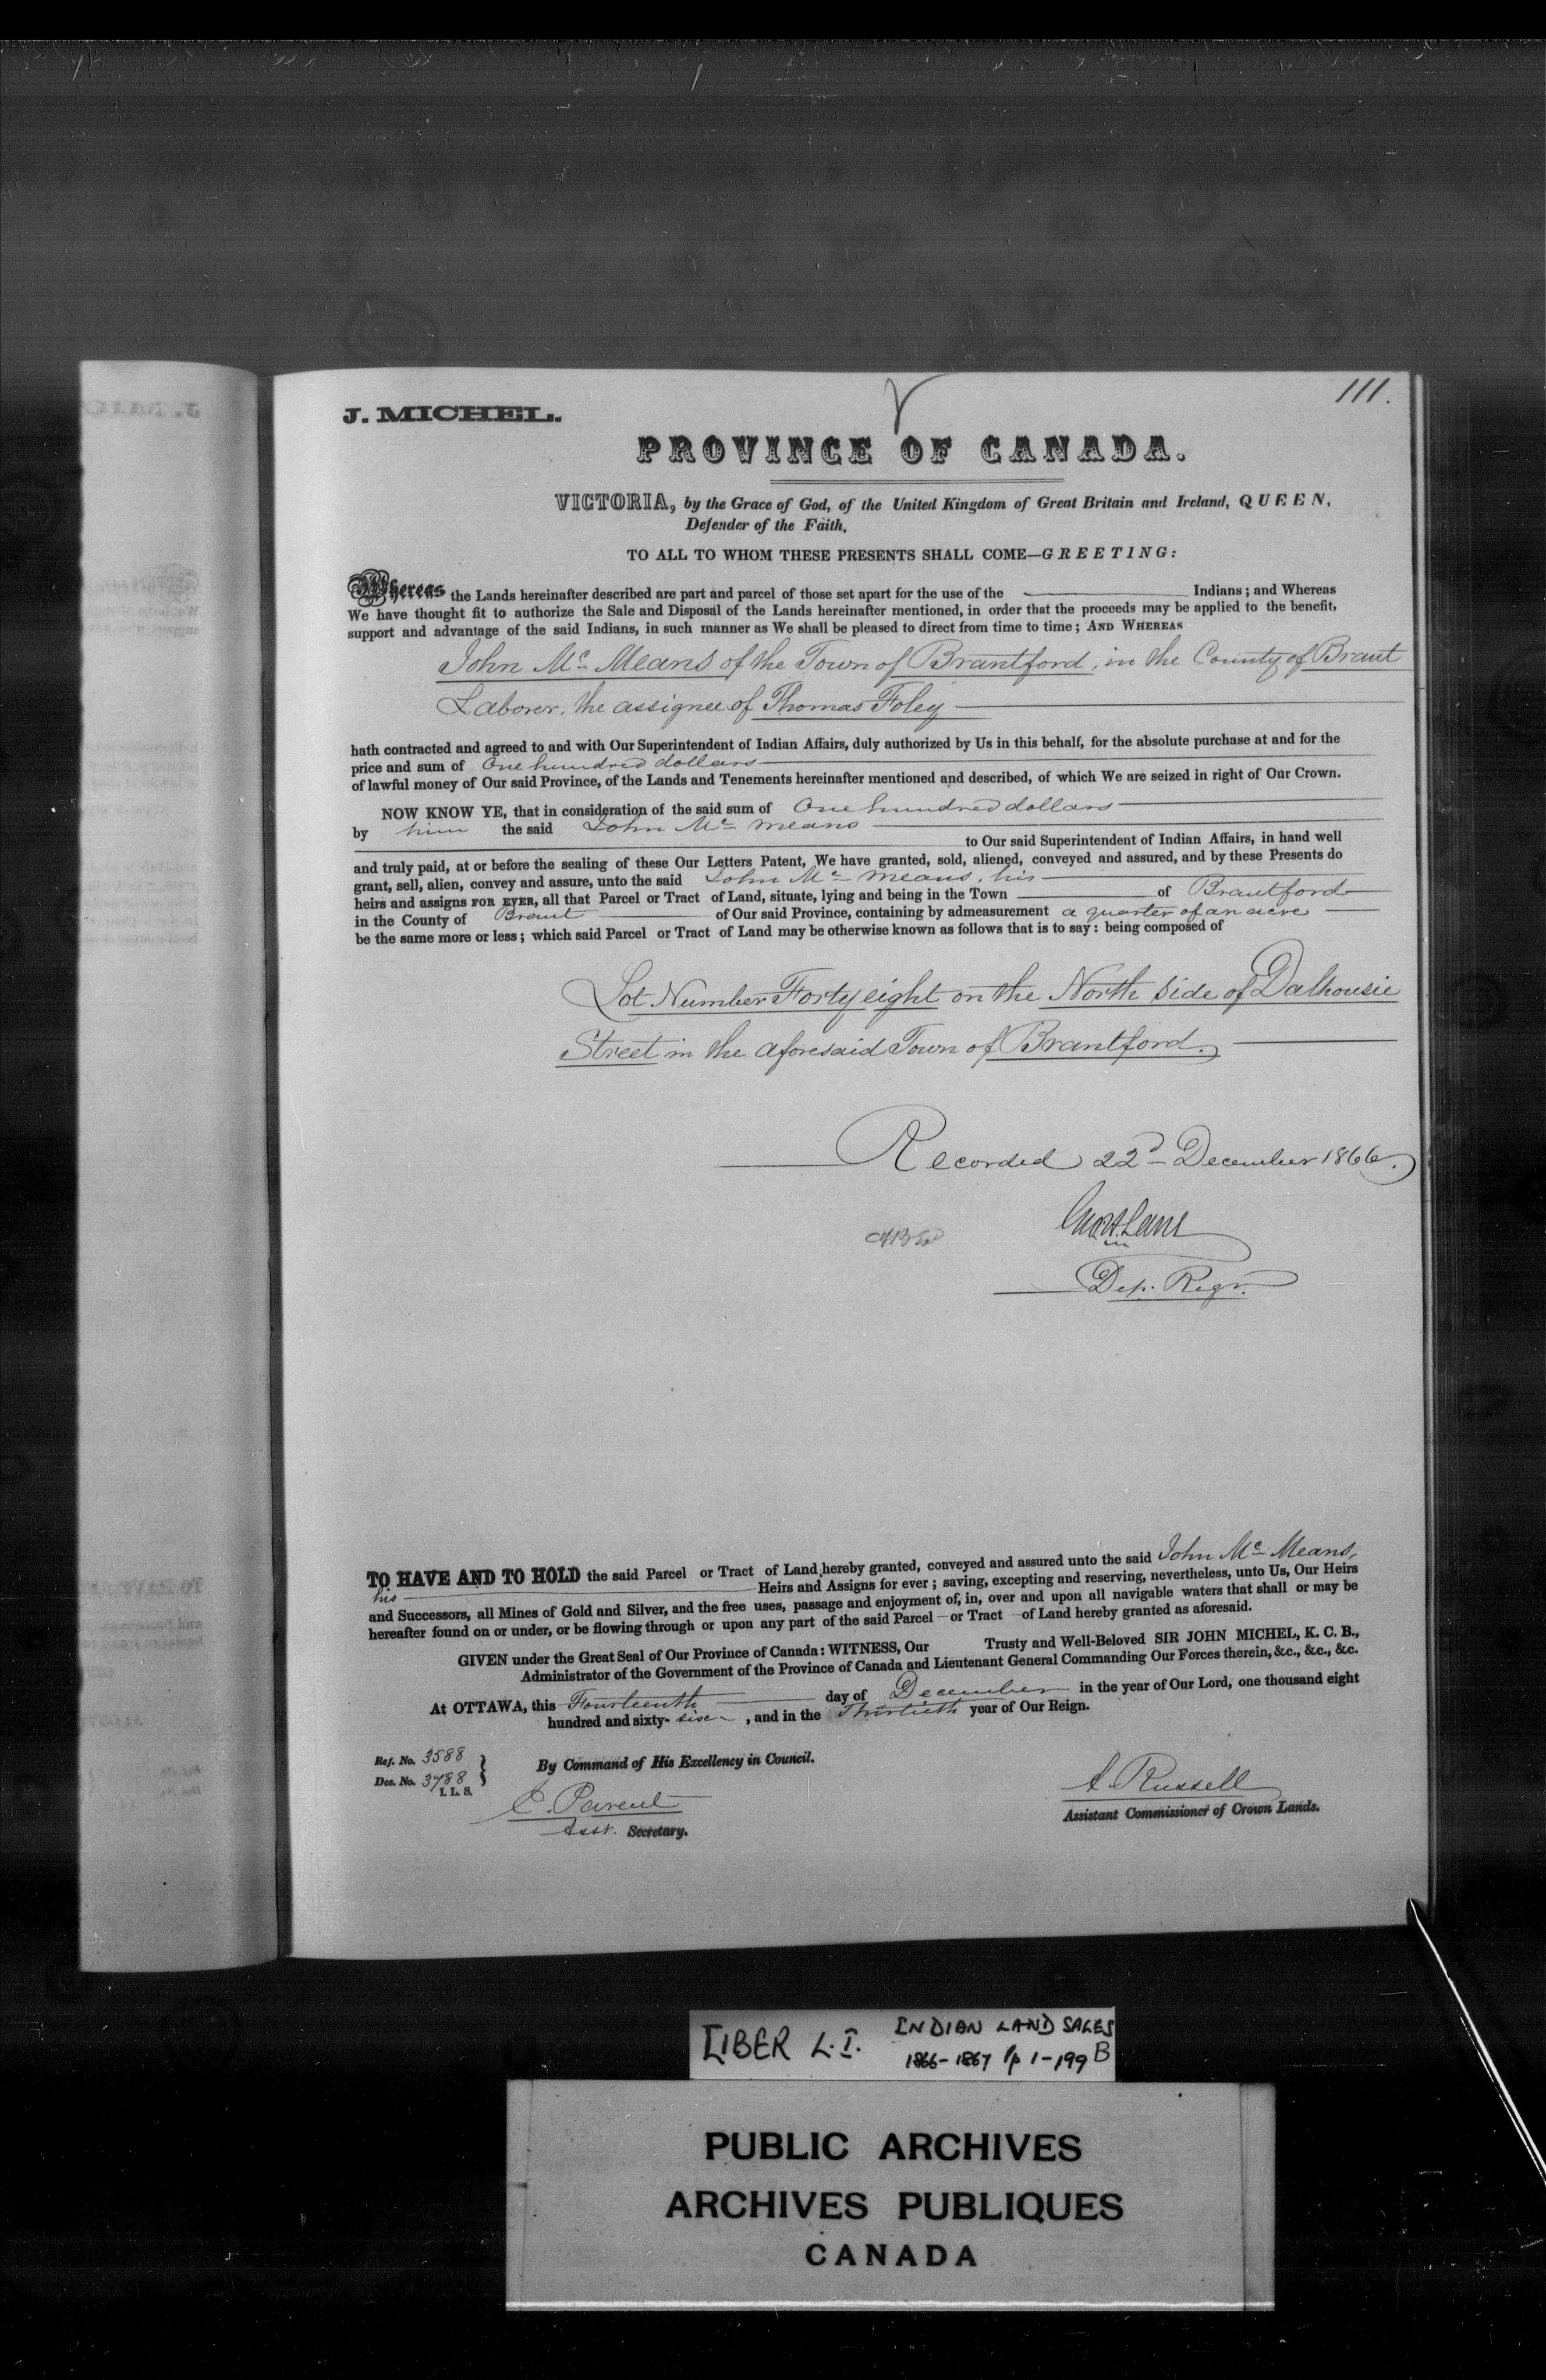 111.
J. MICHEL.
PROVINCE OF CANADA.
VICTORIA, by the Grace of God, of the United Kingdom of Great Britain and Ireland, QUEEN,
Defender of the Faith,
TO ALL TO WHOM THESE PRESENTS SHALL COME—GREETING:
Whereas the Lands hereinafter described are part and parcel of those set apart for the use of the Indians; and Whereas
We have thought fit to authorize the Sale and Disposal of the Lands hereinafter mentioned, in order that the proceeds may be applied to the benefit,
support and advantage of the said Indians, in such manner as We shall be pleased to direct from time to time; AND WHEREAS
John Mc Means of the Town of Brantford, in the County of Brant
Laborer, the assignee of Thomas Foley
hath contracted and agreed to and with Our Superintendent of Indian Affairs, duly authorized by Us in this behalf, for the absolute purchase at and for the
price and sum of One hundred dollars
of lawful money of Our said Province, of the Lands and Tenements hereinafter mentioned and described, of which We are seized in right of Our Crown.
NOW KNOW YE, that in consideration of the said sum of One hundred dollars
by him the said John Mc Means
to Our said Superintendent of Indian Affairs, in hand well
and truly paid, at or before the sealing of these Our Letters Patent, We have granted, sold, aliened, conveyed and assured, and by these Presents do
grant, sell, alien, convey and assure, unto the said John Mc Means, his
heirs and assigns FOR EVER, all that Parcel or Tract of Land, situate, lying and being in the Town of Brantford
in the County of Brant of Our said Province, containing by admeasurement a quarter of an acre
be the same more or less; which said Parcel or Tract of Land may be otherwise known as follows that is to say: being composed of
Lot Number Forty eight on the North side of Dalhousie
Street in the aforesaid Town of Brantford.
Recorded 22d December 1866.
Dep. Regr.
TO HAVE AND TO HOLD the said Parcel or Tract of Land hereby granted, conveyed and assured unto the said John Mc Means,
his Heirs and Assigns for ever; saving, excepting and reserving, nevertheless, unto Us, Our Heirs
and Successors, all Mines of Gold and Silver, and the free uses, passage and enjoyment of, in, over and upon all navigable waters that shall or may be
hereafter found on or under, or be flowing through or upon any part of the said Parcel or Tract of Land hereby granted as aforesaid.
GIVEN under the Great Seal of Our Province of Canada: WITNESS, Our Trusty and Well-Beloved SIR JOHN MICHEL, K. C. B.,
Administrator of the Government of the Province of Canada and Lieutenant General Commanding Our Forces therein, &c., &c., &c.
At OTTAWA, this Fourteenth day of December in the year of Our Lord, one thousand eight
hundred and sixty-six, and in the Thirtieth year of Our Reign.
Ref. No. 3588
Des. No. 3788
I. L. S.
By Command of His Excellency in Council.
E. Parent
Asst. Secretary.
A. Russell
Assistant Commissioner of Crown Lands.
LIBER L.I. INDIAN LAND SALES
1866-1867 1-199 B
PUBLIC ARCHIVES
ARCHIVES PUBLIQUES
CANADA